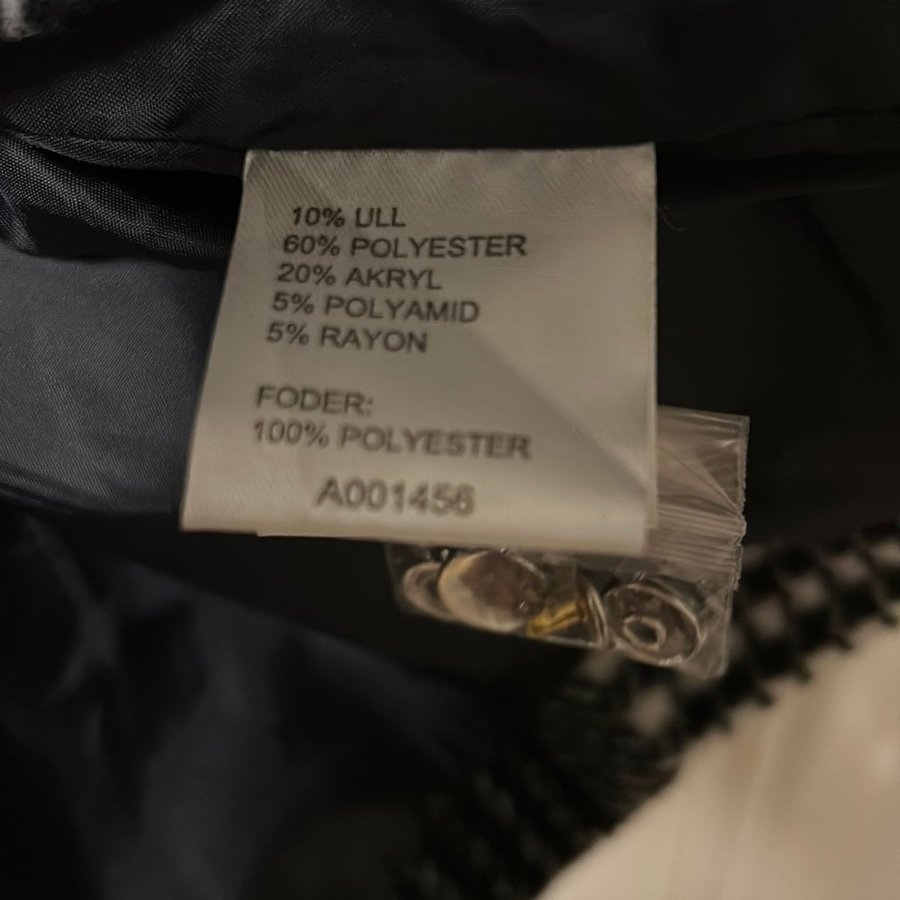 10% ULL
60% POLYESTER
20% AKRYL
5% POLYAMID
5% RAYON
FODER:
100% POLYESTER
A001456